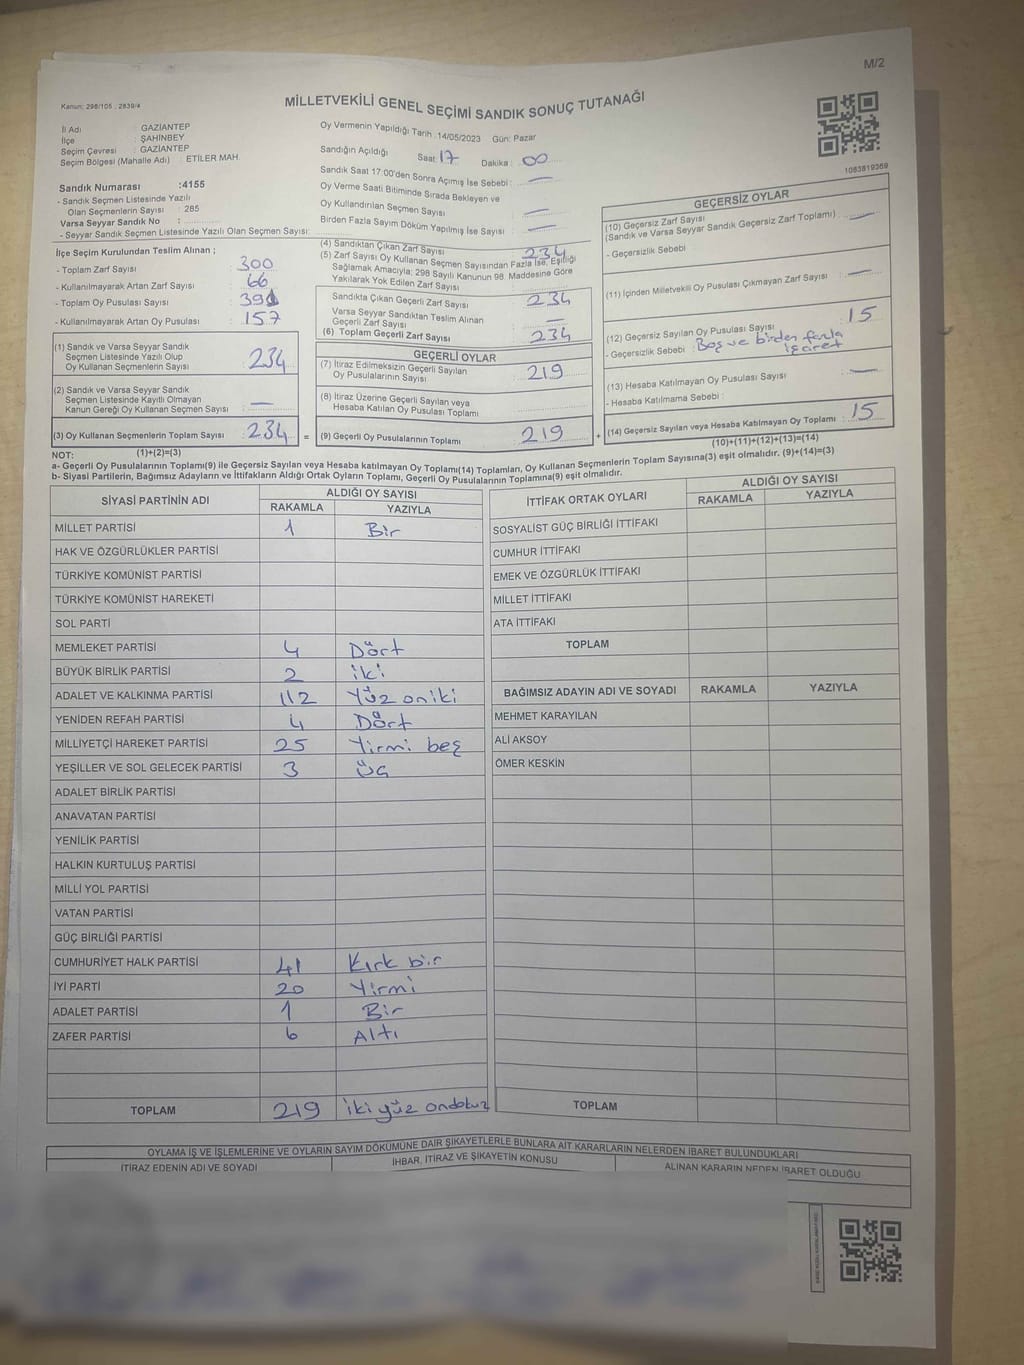 M/2
Kanun: 298/105 , 2839/4
MİLLETVEKİLİ GENEL SEÇİMİ SANDIK SONUÇ TUTANAĞI
İl Adı : GAZİANTEP
İlçe : ŞAHİNBEY
Seçim Çevresi : GAZİANTEP
Seçim Bölgesi (Mahalle Adı) : ETİLER MAH.
Sandık Numarası :4155
- Sandık Seçmen Listesinde Yazılı
Olan Seçmenlerin Sayısı : 285
Varsa Seyyar Sandık No :
- Seyyar Sandık Seçmen Listesinde Yazılı Olan Seçmen Sayısı:
Oy Vermenin Yapıldığı Tarih :14/05/2023 Gün: Pazar
Sandığın Açıldığı Saat: 17 Dakika : 00
Sandık Saat 17:00'den Sonra Açımış İse Sebebi : —
Oy Verme Saati Bitiminde Sırada Bekleyen ve
Oy Kullandırılan Seçmen Sayısı : —
Birden Fazla Sayım Döküm Yapılmış İse Sayısı : —
1083819369
İlçe Seçim Kurulundan Teslim Alınan ;
- Toplam Zarf Sayısı : 300
- Kullanılmayarak Artan Zarf Sayısı : 66
- Toplam Oy Pusulası Sayısı : 391
- Kullanılmayarak Artan Oy Pusulası : 157
(1) Sandık ve Varsa Seyyar Sandık
Seçmen Listesinde Yazılı Olup
Oy Kullanan Seçmenlerin Sayısı : 234
(2) Sandık ve Varsa Seyyar Sandık
Seçmen Listesinde Kayıtlı Olmayan
Kanun Gereği Oy Kullanan Seçmen Sayısı : —
(3) Oy Kullanan Seçmenlerin Toplam Sayısı : 234
(1)+(2)=(3)
(4) Sandıktan Çıkan Zarf Sayısı : 234
(5) Zarf Sayısı Oy Kullanan Seçmen Sayısından Fazla İse, Eşitliği
Sağlamak Amacıyla; 298 Sayılı Kanunun 98. Maddesine Göre
Yakılarak Yok Edilen Zarf Sayısı :
Sandıkta Çıkan Geçerli Zarf Sayısı : 234
Varsa Seyyar Sandıktan Teslim Alınan
Geçerli Zarf Sayısı : —
(6) Toplam Geçerli Zarf Sayısı : 234
GEÇERLİ OYLAR
(7) İtiraz Edilmeksizin Geçerli Sayılan
Oy Pusulalarının Sayısı : 219
(8) İtiraz Üzerine Geçerli Sayılan veya
Hesaba Katılan Oy Pusulası Toplamı :
= (9) Geçerli Oy Pusulalarının Toplamı : 219
GEÇERSİZ OYLAR
(10) Geçersiz Zarf Sayısı
(Sandık ve Varsa Seyyar Sandık Geçersiz Zarf Toplamı) : —
- Geçersizlik Sebebi :
(11) İçinden Milletvekili Oy Pusulası Çıkmayan Zarf Sayısı : —
(12) Geçersiz Sayılan Oy Pusulası Sayısı : 15
- Geçersizlik Sebebi : Boş ve birden fazla
işaret
(13) Hesaba Katılmayan Oy Pusulası Sayısı : —
- Hesaba Katılmama Sebebi :
+ (14) Geçersiz Sayılan veya Hesaba Katılmayan Oy Toplamı : 15
(10)+(11)+(12)+(13)=(14)
NOT:
a- Geçerli Oy Pusulalarının Toplamı(9) ile Geçersiz Sayılan veya Hesaba katılmayan Oy Toplamı(14) Toplamları, Oy Kullanan Seçmenlerin Toplam Sayısına(3) eşit olmalıdır. (9)+(14)=(3)
b- Siyasi Partilerin, Bağımsız Adayların ve İttifakların Aldığı Ortak Oyların Toplamı, Geçerli Oy Pusulalarının Toplamına(9) eşit olmalıdır.
SİYASİ PARTİNİN ADI ALDIĞI OY SAYISI
RAKAMLA YAZIYLA
MİLLET PARTİSİ 1 Bir
HAK VE ÖZGÜRLÜKLER PARTİSİ
TÜRKİYE KOMÜNİST PARTİSİ
TÜRKİYE KOMÜNİST HAREKETİ
SOL PARTİ
MEMLEKET PARTİSİ 4 Dört
BÜYÜK BİRLİK PARTİSİ 2 iki
ADALET VE KALKINMA PARTİSİ 112 Yüz oniki
YENİDEN REFAH PARTİSİ 4 Dört
MİLLİYETÇİ HAREKET PARTİSİ 25 Yirmi beş
YEŞİLLER VE SOL GELECEK PARTİSİ 3 üç
ADALET BİRLİK PARTİSİ
ANAVATAN PARTİSİ
YENİLİK PARTİSİ
HALKIN KURTULUŞ PARTİSİ
MİLLİ YOL PARTİSİ
VATAN PARTİSİ
GÜÇ BİRLİĞİ PARTİSİ
CUMHURİYET HALK PARTİSİ 41 Kırk bir
İYİ PARTİ 20 Yirmi
ADALET PARTİSİ 1 Bir
ZAFER PARTİSİ 6 Altı
TOPLAM 219 iki yüz ondokuz
İTTİFAK ORTAK OYLARI ALDIĞI OY SAYISI
RAKAMLA YAZIYLA
SOSYALİST GÜÇ BİRLİĞİ İTTİFAKI
CUMHUR İTTİFAKI
EMEK VE ÖZGÜRLÜK İTTİFAKI
MİLLET İTTİFAKI
ATA İTTİFAKI
TOPLAM
BAĞIMSIZ ADAYIN ADI VE SOYADI RAKAMLA YAZIYLA
MEHMET KARAYILAN
ALİ AKSOY
ÖMER KESKİN
TOPLAM
OYLAMA İŞ VE İŞLEMLERİNE VE OYLARIN SAYIM DÖKÜMÜNE DAİR ŞİKAYETLERLE BUNLARA AİT KARARLARIN NELERDEN İBARET BULUNDUKLARI
İTİRAZ EDENİN ADI VE SOYADI İHBAR, İTİRAZ VE ŞİKAYETİN KONUSU ALINAN KARARIN NEDEN İBARET OLDUĞU